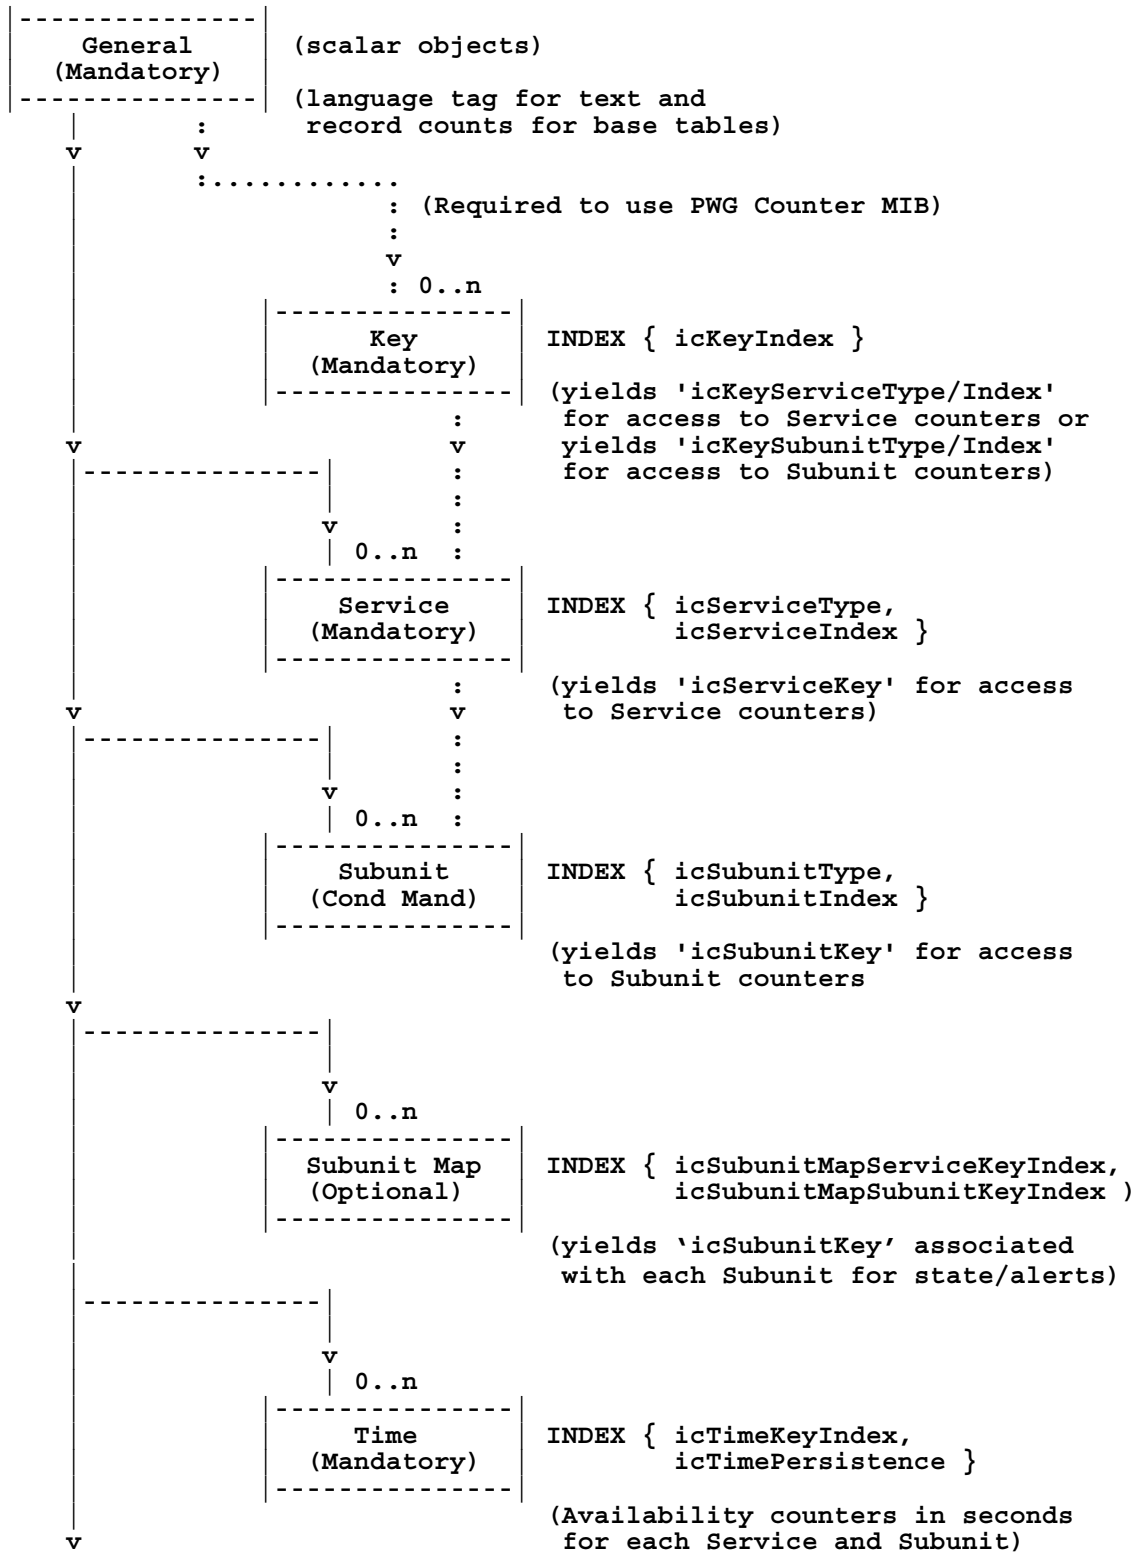 General (scalar objects)
(Mandatory)
(language tag for text and
record counts for base tables)
v v
(Required to use PWG Counter MIB)
v
0..n
Key INDEX { icKeyIndex }
(Mandatory)
(yields 'icKeyServiceType/Index'
for access to Service counters or
v v yields 'icKeySubunitType/Index'
for access to Subunit counters)
v
0..n
Service INDEX { icServiceType,
(Mandatory) icServiceIndex }
(yields 'icServiceKey' for access
v v to Service counters)
v
0..n
Subunit INDEX { icSubunitType,
(Cond Mand) icSubunitIndex }
(yields 'icSubunitKey' for access
to Subunit counters
v
v
0..n
Subunit Map INDEX { icSubunitMapServiceKeyIndex,
(Optional) icSubunitMapSubunitKeyIndex )
(yields ‘icSubunitKey’ associated
with each Subunit for state/alerts)
v
0..n
Time INDEX { icTimeKeyIndex,
(Mandatory) icTimePersistence }
(Availability counters in seconds
v for each Service and Subunit)